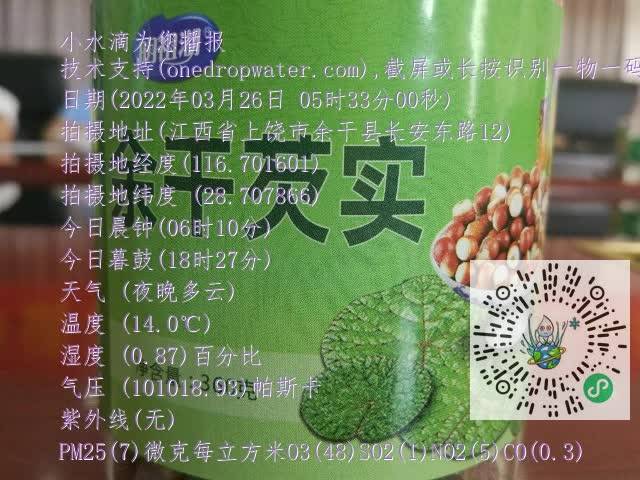 小水滴为您播报
技术支持(onedropwater.com),截屏或长按识别一物一码
日期(2022年03月26日 05时33分00秒)
拍摄地址(江西省上饶市余干县长安东路12)
拍摄地经度(116.701601)
拍摄地纬度 (28.707866)
余干芡实
今日晨钟(06时10分)
今日暮鼓(18时27分)
天气 (夜晚多云)
温度 (14.0℃)
湿度 (0.87)百分比
净含量:
气压 (101018.93)帕斯卡
紫外线(无)
PM25(7)微克每立方米O3(48)SO2(1)NO2(5)CO(0.3)